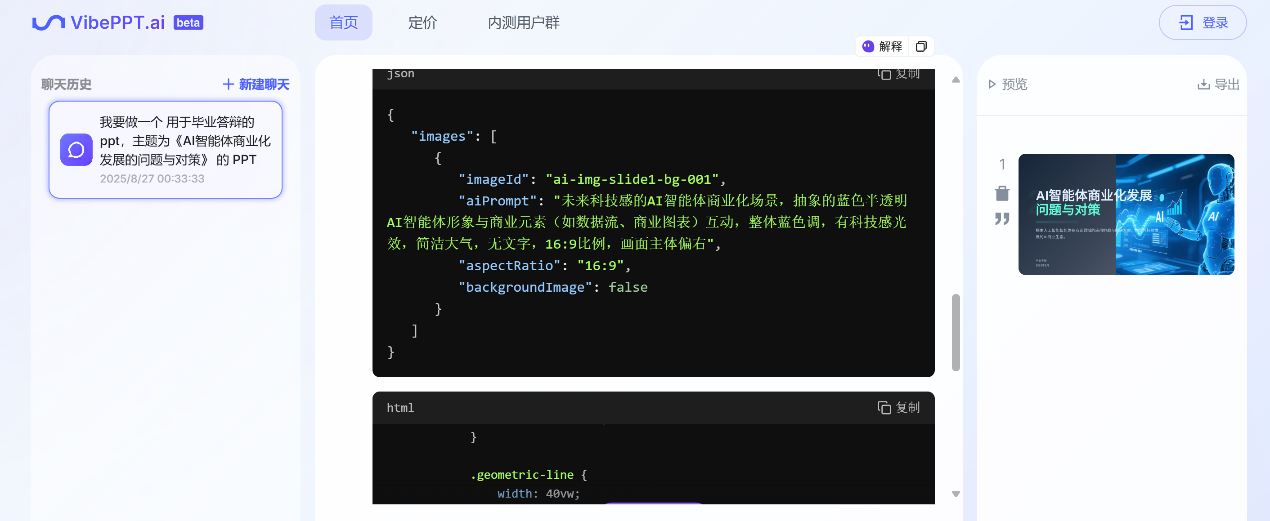 VibePPT.ai beta
首页
定价
内测用户群
登录
聊天历史
+ 新建聊天
我要做一个 用于毕业答辩的
ppt，主题为《AI智能体商业化
发展的问题与对策》 的 PPT
2025/8/27 00:33:33
解释
json
复制
{
"images": [
{
"imageId": "ai-img-slide1-bg-001",
"aiPrompt": "未来科技感的AI智能体商业化场景，抽象的蓝色半透明
AI智能体形象与商业元素（如数据流、商业图表）互动，整体蓝色调，有科技感光
效，简洁大气，无文字，16:9比例，画面主体偏右",
"aspectRatio": "16:9",
"backgroundImage": false
}
]
}
html
复制
}
.geometric-line {
width: 40vw;
预览
导出
1
AI智能体商业化发展
问题与对策
AI
AI